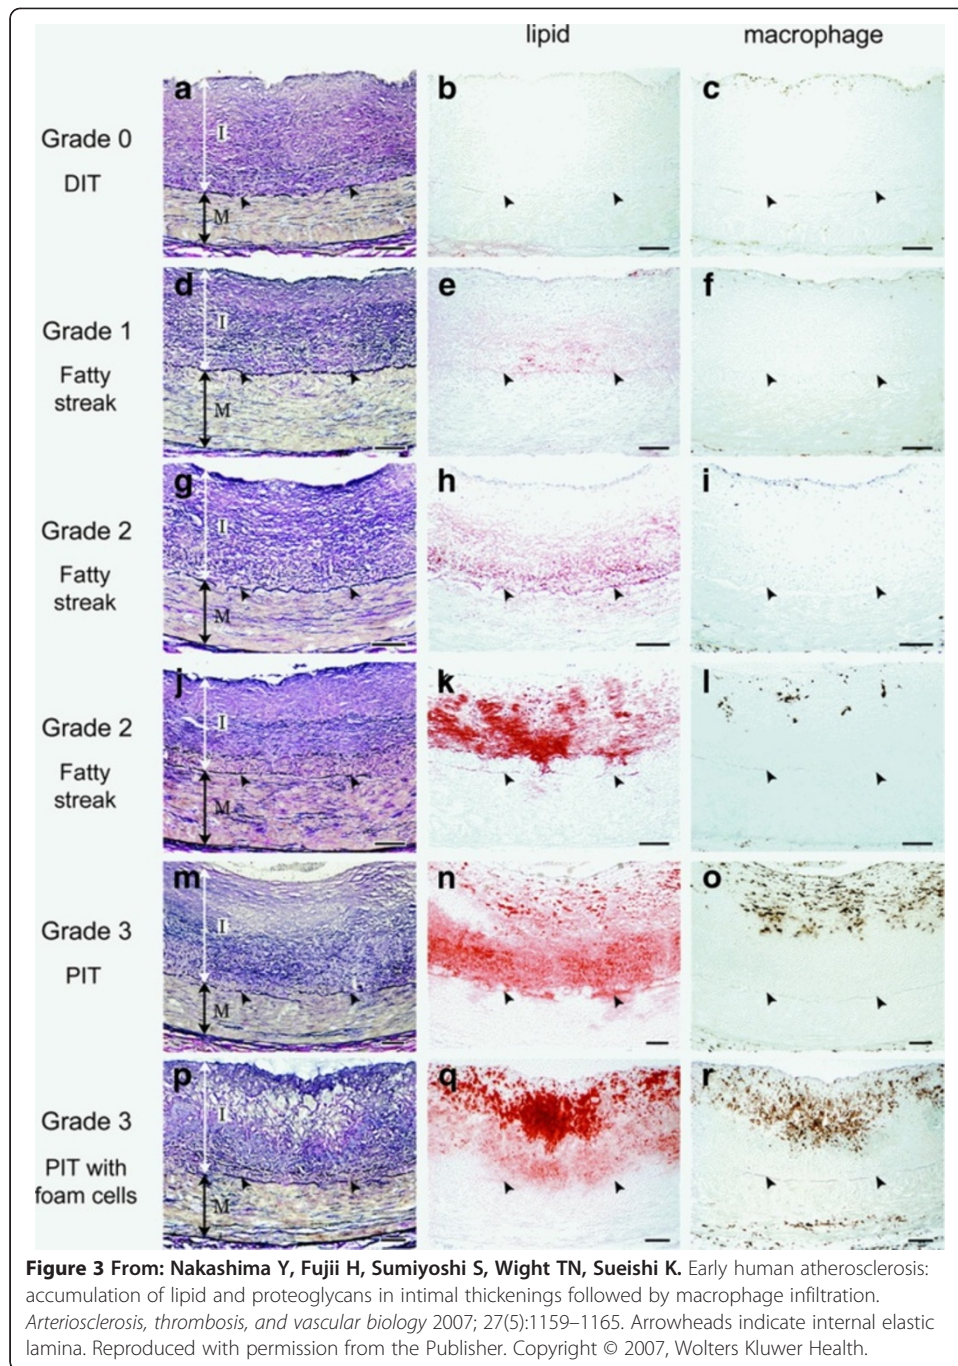 lipid macrophage
Grade 0
DIT
a I M b c
Grade 1
Fatty
streak
d I M e f
Grade 2
Fatty
streak
g I M h i
Grade 2
Fatty
streak
j I M k l
Grade 3
PIT
m I M n o
Grade 3
PIT with
foam cells
p I M q r
Figure 3 From: Nakashima Y, Fujii H, Sumiyoshi S, Wight TN, Sueishi K. Early human atherosclerosis:
accumulation of lipid and proteoglycans in intimal thickenings followed by macrophage infiltration.
Arteriosclerosis, thrombosis, and vascular biology 2007; 27(5):1159–1165. Arrowheads indicate internal elastic
lamina. Reproduced with permission from the Publisher. Copyright © 2007, Wolters Kluwer Health.